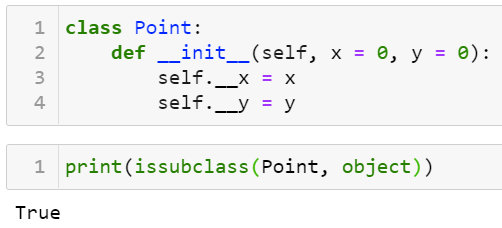 1 class Point:
2     def __init__(self, x = 0, y = 0):
3         self.__x = x
4         self.__y = y
1 print(issubclass(Point, object))
True